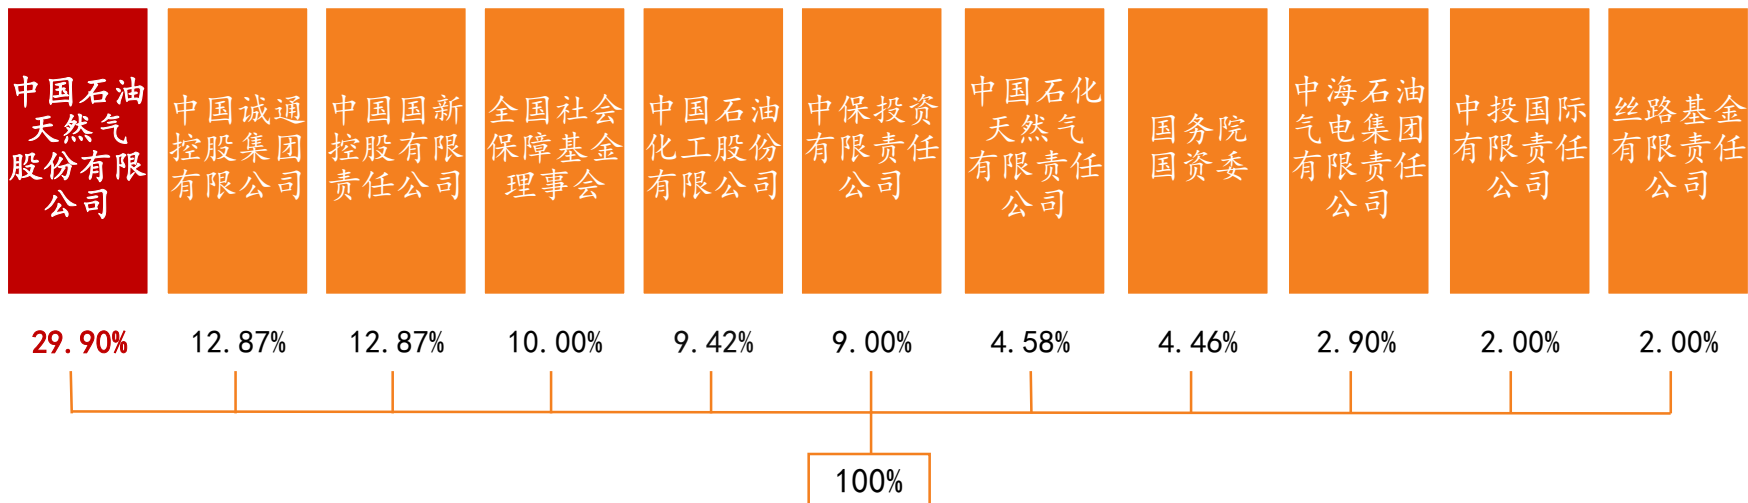 中国石油
天然气
股份有限
公司
中国诚通
控股集团
有限公司
中国国新
控股有限
责任公司
全国社会
保障基金
理事会
中国石油
化工股份
有限公司
中保投资
有限责任
公司
中国石化
天然气
有限责任
公司
国务院
国资委
中海石油
气电集团
有限责任
公司
中投国际
有限责任
公司
丝路基金
有限责任
公司
29.90%
12.87%
12.87%
10.00%
9.42%
9.00%
4.58%
4.46%
2.90%
2.00%
2.00%
100%